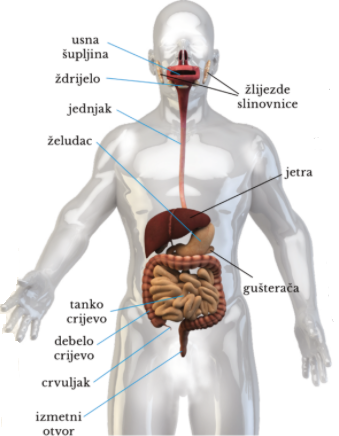 usna
šupljina
ždrijelo
jednjak
želudac
žlijezde
slinovnice
jetra
gušterača
tanko
crijevo
debelo
crijevo
crvuljak
izmetni
otvor